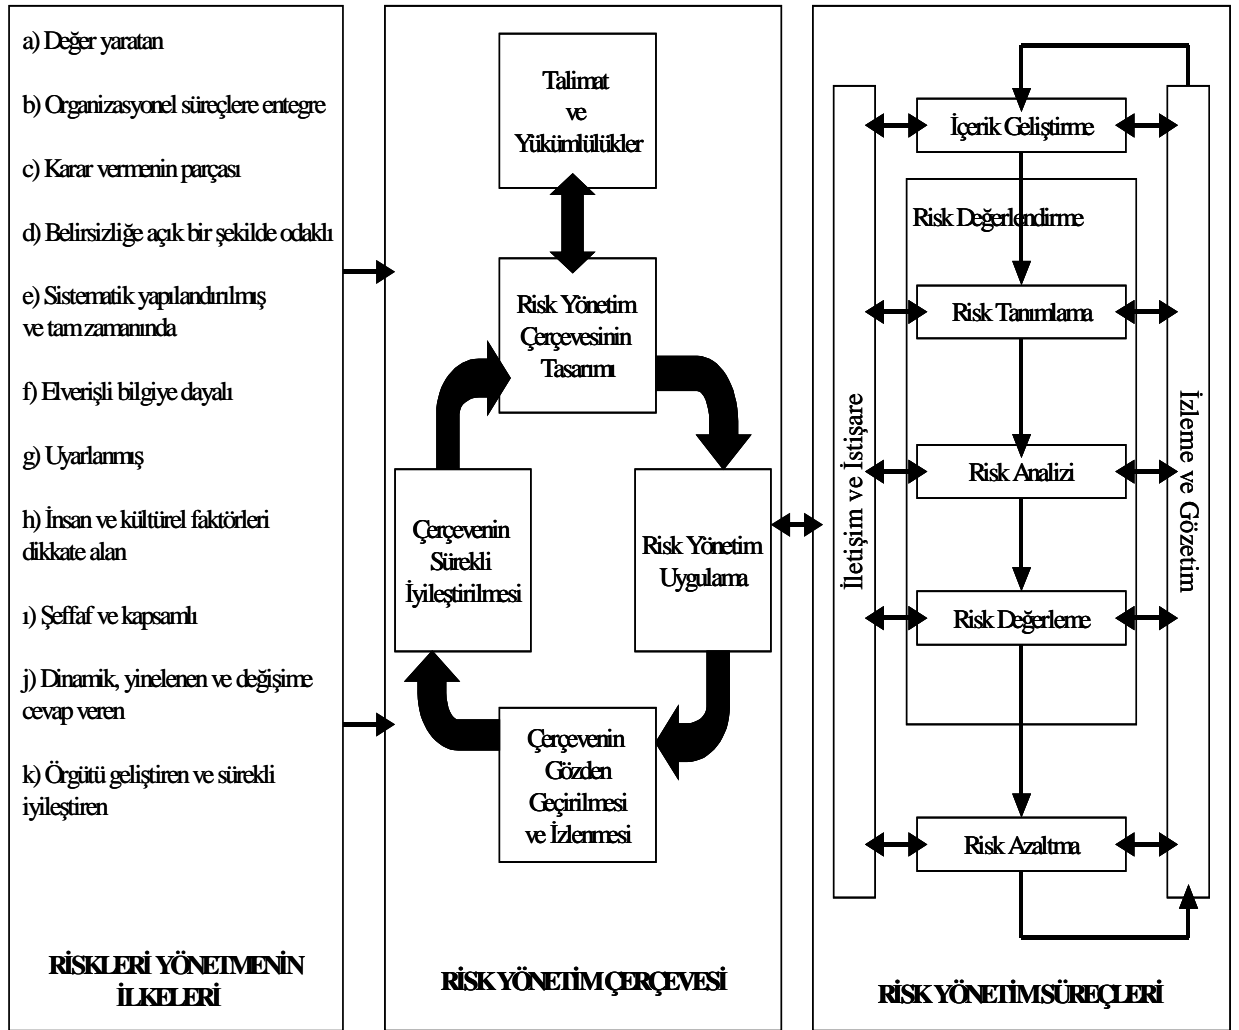 a) Değer yaratan
b) Organizasyonel süreçlere entegre
c) Karar vermenin parçası
d) Belirsizliğe açık bir şekilde odaklı
e) Sistematik yapılandırılmış
ve tam zamanında
f) Elverişli bilgiye dayalı
g) Uyarlanmış
h) İnsan ve kültürel faktörleri
dikkate alan
ı) Şeffaf ve kapsamlı
j) Dinamik, yinelenen ve değişime
cevap veren
k) Örgütü geliştiren ve sürekli
iyileştiren
RİSKLERİ YÖNETMENİN
İLKELERİ
Talimat
ve
Yükümlülükler
Risk Yönetim
Çerçevesinin
Tasarımı
Çerçevenin
Sürekli
İyileştirilmesi
Risk Yönetim
Uygulama
Çerçevenin
Gözden
Geçirilmesi
ve İzlenmesi
RİSK YÖNETİM ÇERÇEVESİ
İletişim ve İstişare
İçerik Geliştirme
Risk Değerlendirme
Risk Tanımlama
Risk Analizi
Risk Değerleme
Risk Azaltma
İzleme ve Gözetim
RİSK YÖNETİM SÜREÇLERİ